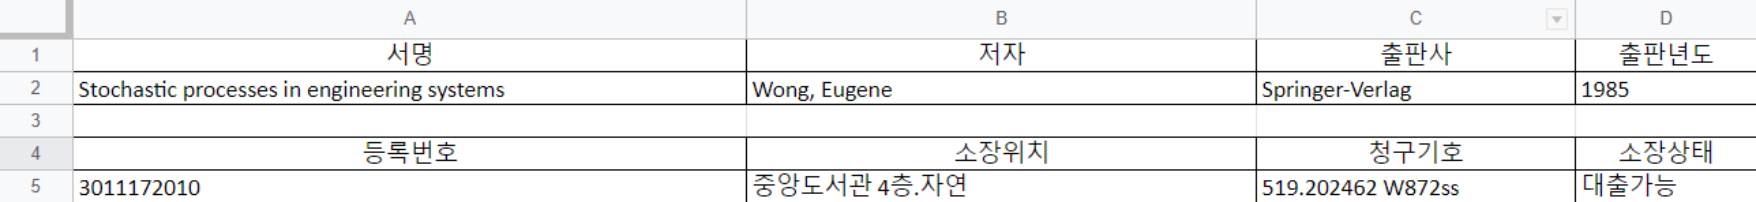 A B C D
1 서명 저자 출판사 출판년도
2 Stochastic processes in engineering systems Wong, Eugene Springer-Verlag 1985
3
4 등록번호 소장위치 청구기호 소장상태
5 3011172010 중앙도서관 4층.자연 519.202462 W872ss 대출가능